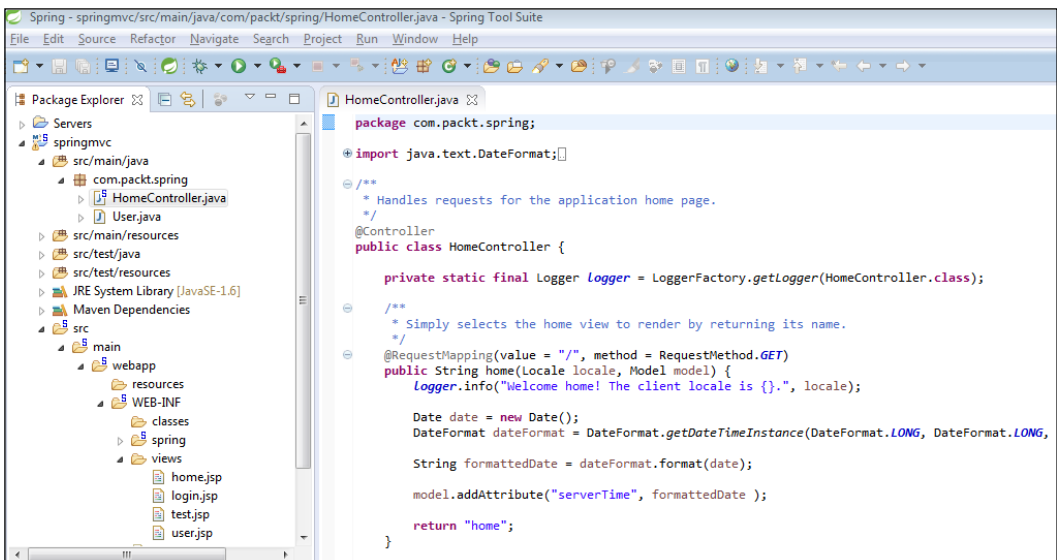 Spring - springmvc/src/main/java/com/packt/spring/HomeController.java - Spring Tool Suite
File Edit Source Refactor Navigate Search Project Run Window Help
Package Explorer
Servers
springmvc
src/main/java
com.packt.spring
HomeController.java
User.java
src/main/resources
src/test/java
src/test/resources
JRE System Library [JavaSE-1.6]
Maven Dependencies
src
main
webapp
resources
WEB-INF
classes
spring
views
home.jsp
login.jsp
test.jsp
user.jsp
HomeController.java
package com.packt.spring;
import java.text.DateFormat;
/**
* Handles requests for the application home page.
*/
@Controller
public class HomeController {
private static final Logger logger = LoggerFactory.getLogger(HomeController.class);
/**
* Simply selects the home view to render by returning its name.
*/
@RequestMapping(value = "/", method = RequestMethod.GET)
public String home(Locale locale, Model model) {
logger.info("Welcome home! The client locale is {}.", locale);
Date date = new Date();
DateFormat dateFormat = DateFormat.getDateTimeInstance(DateFormat.LONG, DateFormat.LONG,
String formattedDate = dateFormat.format(date);
model.addAttribute("serverTime", formattedDate );
return "home";
}